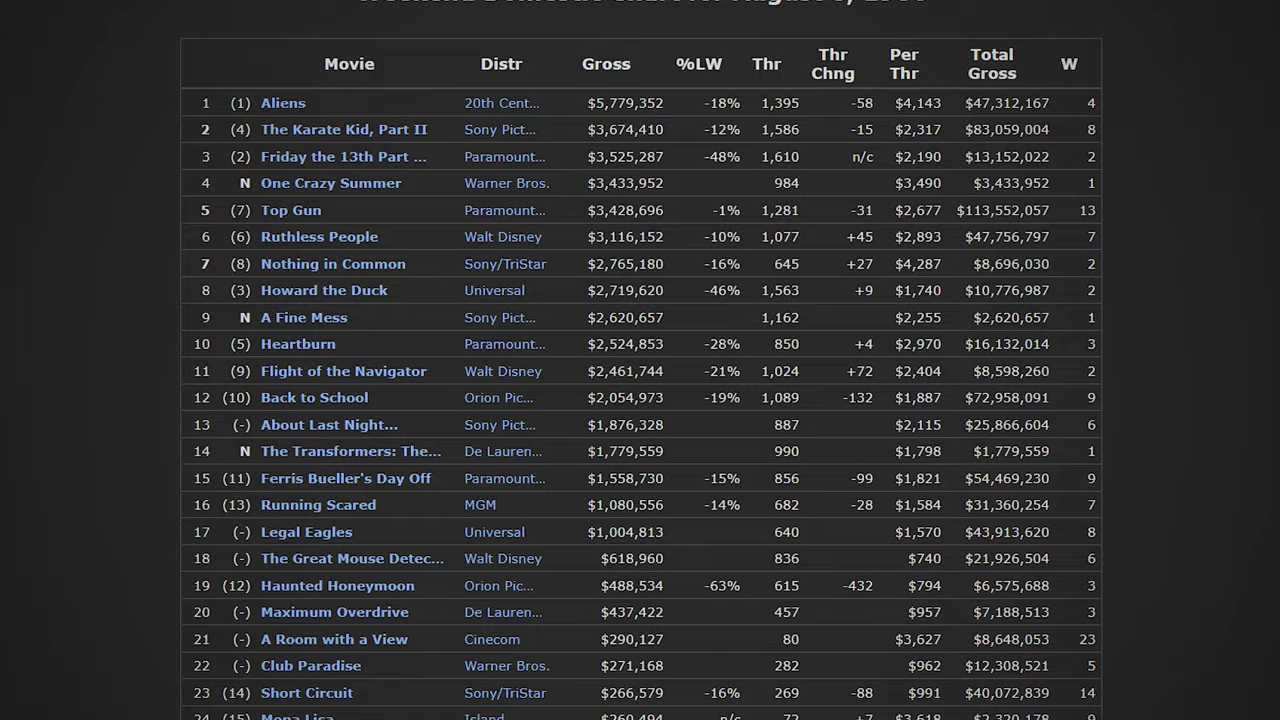 Movie Distr Gross %LW Thr Thr Chng Per Thr Total Gross W
1 (1) Aliens 20th Cent... $5,779,352 -18% 1,395 -58 $4,143 $47,312,167 4
2 (4) The Karate Kid, Part II Sony Pict... $3,674,410 -12% 1,586 -15 $2,317 $83,059,004 8
3 (2) Friday the 13th Part ... Paramount... $3,525,287 -48% 1,610 n/c $2,190 $13,152,022 2
4 N One Crazy Summer Warner Bros. $3,433,952 984 $3,490 $3,433,952 1
5 (7) Top Gun Paramount... $3,428,696 -1% 1,281 -31 $2,677 $113,552,057 13
6 (6) Ruthless People Walt Disney $3,116,152 -10% 1,077 +45 $2,893 $47,756,797 7
7 (8) Nothing in Common Sony/TriStar $2,765,180 -16% 645 +27 $4,287 $8,696,030 2
8 (3) Howard the Duck Universal $2,719,620 -46% 1,563 +9 $1,740 $10,776,987 2
9 N A Fine Mess Sony Pict... $2,620,657 1,162 $2,255 $2,620,657 1
10 (5) Heartburn Paramount... $2,524,853 -28% 850 +4 $2,970 $16,132,014 3
11 (9) Flight of the Navigator Walt Disney $2,461,744 -21% 1,024 +72 $2,404 $8,598,260 2
12 (10) Back to School Orion Pic... $2,054,973 -19% 1,089 -132 $1,887 $72,958,091 9
13 (-) About Last Night... Sony Pict... $1,876,328 887 $2,115 $25,866,604 6
14 N The Transformers: The... De Lauren... $1,779,559 990 $1,798 $1,779,559 1
15 (11) Ferris Bueller's Day Off Paramount... $1,558,730 -15% 856 -99 $1,821 $54,469,230 9
16 (13) Running Scared MGM $1,080,556 -14% 682 -28 $1,584 $31,360,254 7
17 (-) Legal Eagles Universal $1,004,813 640 $1,570 $43,913,620 8
18 (-) The Great Mouse Detec... Walt Disney $618,960 836 $740 $21,926,504 6
19 (12) Haunted Honeymoon Orion Pic... $488,534 -63% 615 -432 $794 $6,575,688 3
20 (-) Maximum Overdrive De Lauren... $437,422 457 $957 $7,188,513 3
21 (-) A Room with a View Cinecom $290,127 80 $3,627 $8,648,053 23
22 (-) Club Paradise Warner Bros. $271,168 282 $962 $12,308,521 5
23 (14) Short Circuit Sony/TriStar $266,579 -16% 269 -88 $991 $40,072,839 14